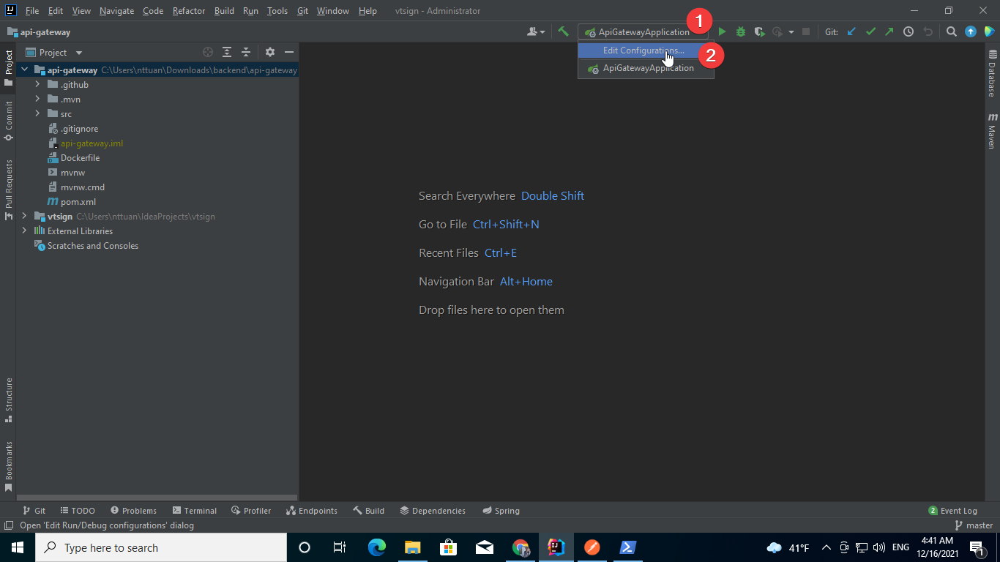 IJ File Edit View Navigate Code Refactor Build Run Tools Git Window Help vtsign - Administrator
api-gateway ApiGatewayApplication 1 Git:
Edit Configurations... 2
ApiGatewayApplication
Project
api-gateway C:\Users\nttuan\Downloads\backend\api-gateway
.github
.mvn
src
.gitignore
api-gateway.iml
Dockerfile
mvnw
mvnw.cmd
pom.xml
vtsign C:\Users\nttuan\IdeaProjects\vtsign
External Libraries
Scratches and Consoles
Project
Commit
Pull Requests
Structure
Bookmarks
Search Everywhere Double Shift
Go to File Ctrl+Shift+N
Recent Files Ctrl+E
Navigation Bar Alt+Home
Drop files here to open them
Database
m Maven
Git TODO Problems Terminal Profiler Endpoints Build Dependencies Spring 2 Event Log
Open 'Edit Run/Debug configurations' dialog master
Type here to search IJ 41°F ENG 4:41 AM 1
12/16/2021